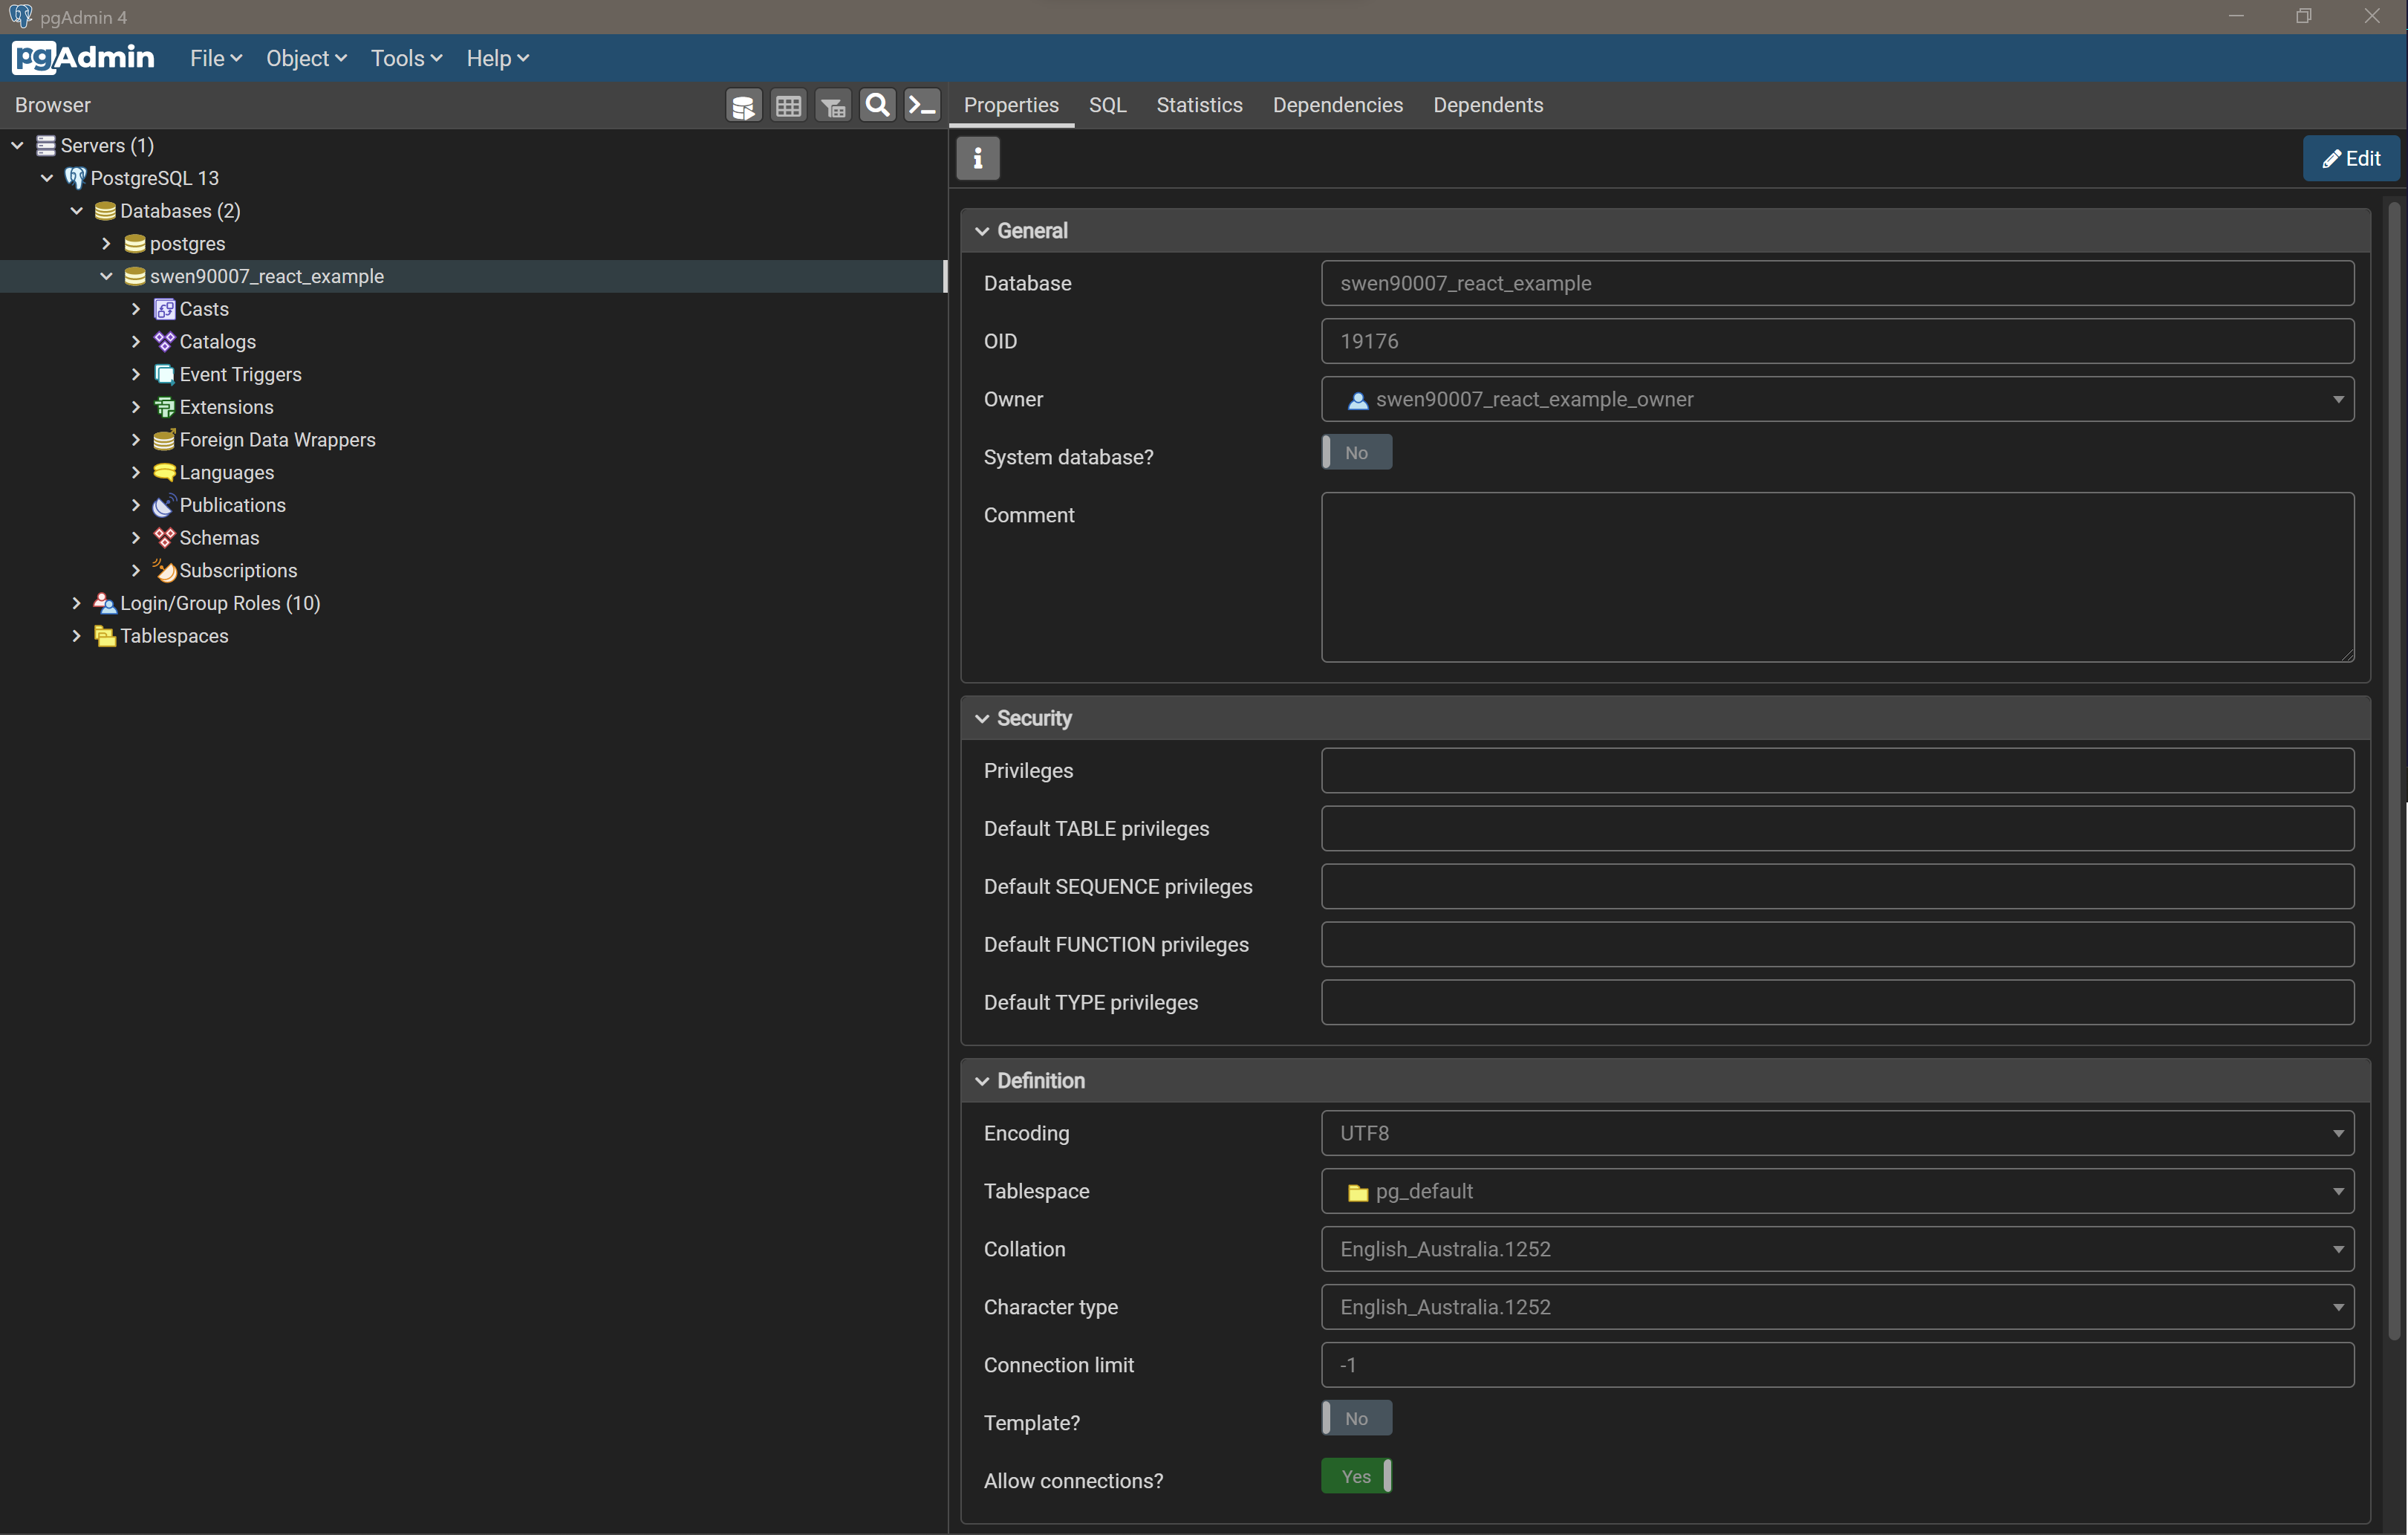 pgAdmin 4
pgAdmin File Object Tools Help
Browser
Properties SQL Statistics Dependencies Dependents
Servers (1)
PostgreSQL 13
Databases (2)
postgres
swen90007_react_example
Casts
Catalogs
Event Triggers
Extensions
Foreign Data Wrappers
Languages
Publications
Schemas
Subscriptions
Login/Group Roles (10)
Tablespaces
Edit
General
Database swen90007_react_example
OID 19176
Owner swen90007_react_example_owner
System database? No
Comment
Security
Privileges
Default TABLE privileges
Default SEQUENCE privileges
Default FUNCTION privileges
Default TYPE privileges
Definition
Encoding UTF8
Tablespace pg_default
Collation English_Australia.1252
Character type English_Australia.1252
Connection limit -1
Template? No
Allow connections? Yes